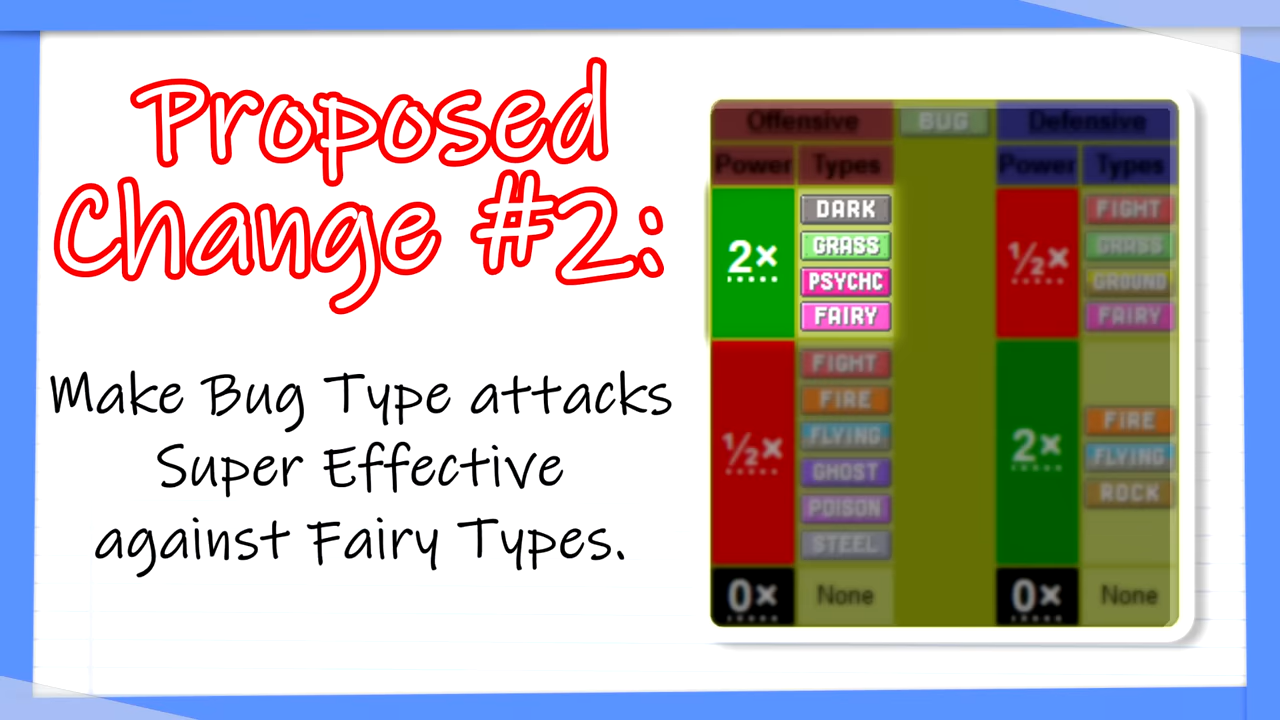 Proposed
Change #2:
Make Bug Type attacks
Super Effective
against Fairy Types.
Offensive BUG Defensive
Power Types Power Types
2× DARK GRASS PSYCHC FAIRY
½× FIGHT GRASS GROUND FAIRY
½× FIGHT FIRE FLYING GHOST POISON STEEL
2× FIRE FLYING ROCK
0× None 0× None